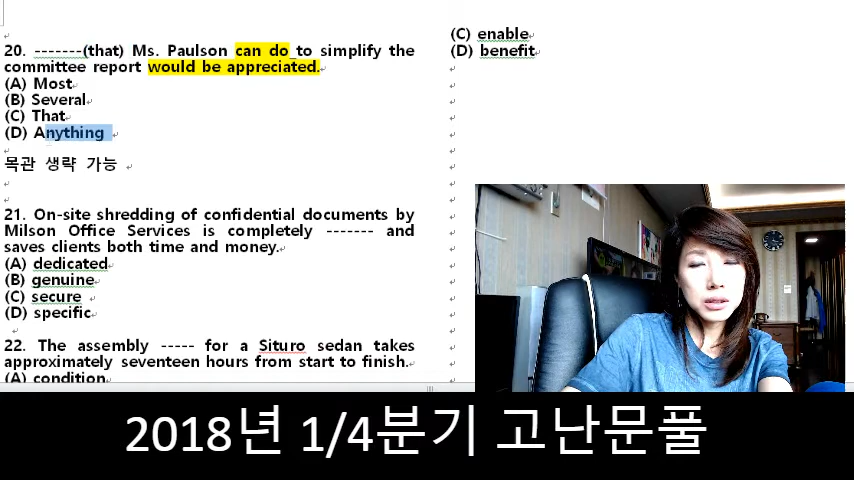 20. -------(that) Ms. Paulson can do to simplify the
committee report would be appreciated.
(A) Most
(B) Several
(C) That
(D) Anything
목관 생략 가능
21. On-site shredding of confidential documents by
Milson Office Services is completely ------- and
saves clients both time and money.
(A) dedicated
(B) genuine
(C) secure
(D) specific
22. The assembly ----- for a Situro sedan takes
approximately seventeen hours from start to finish.
(A) condition
(C) enable
(D) benefit
2018년 1/4분기 고난문풀